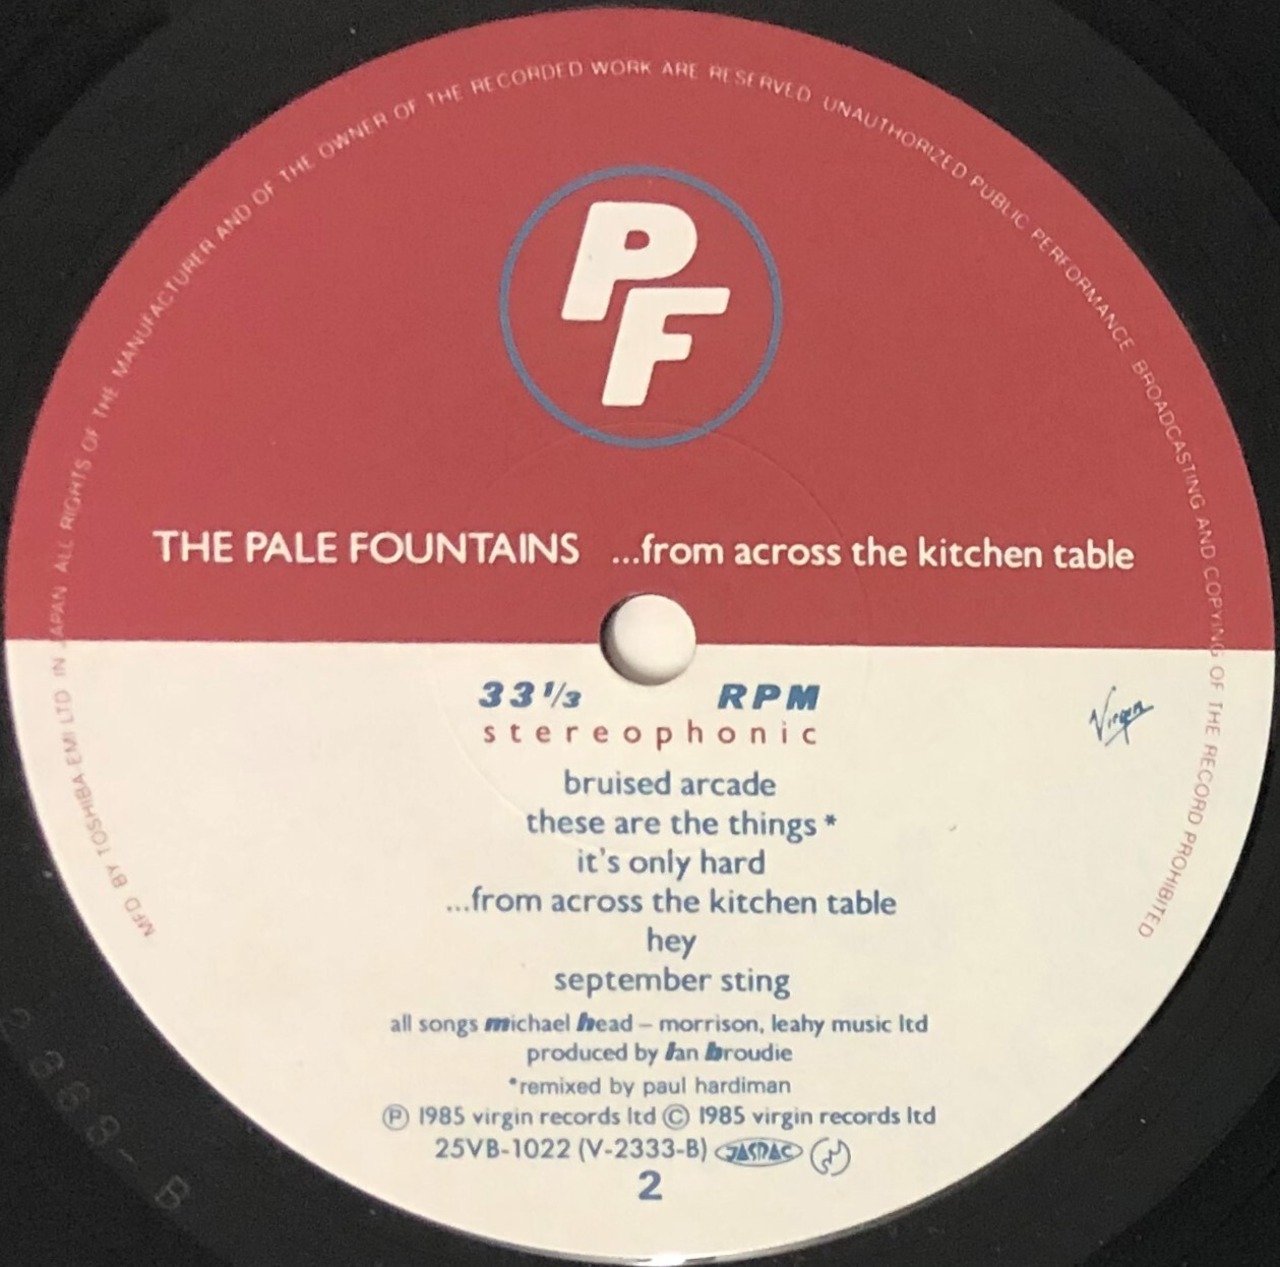 MFD BY TOSHIBA EMI LTD IN JAPAN ALL RIGHTS OF THE MANUFACTURER AND OF THE OWNER OF THE RECORDED WORK ARE RESERVED UNAUTHORIZED PUBLIC PERFORMANCE BROADCASTING AND COPYING OF THE RECORD PROHIBITED
PF
THE PALE FOUNTAINS ...from across the kitchen table
33 1/3 RPM
stereophonic
Virgin
bruised arcade
these are the things *
it's only hard
...from across the kitchen table
hey
september sting
all songs michael head – morrison, leahy music ltd
produced by Ian broudie
*remixed by paul hardiman
Ⓟ 1985 virgin records ltd © 1985 virgin records ltd
25VB-1022 (V-2333-B) JASRAC
2